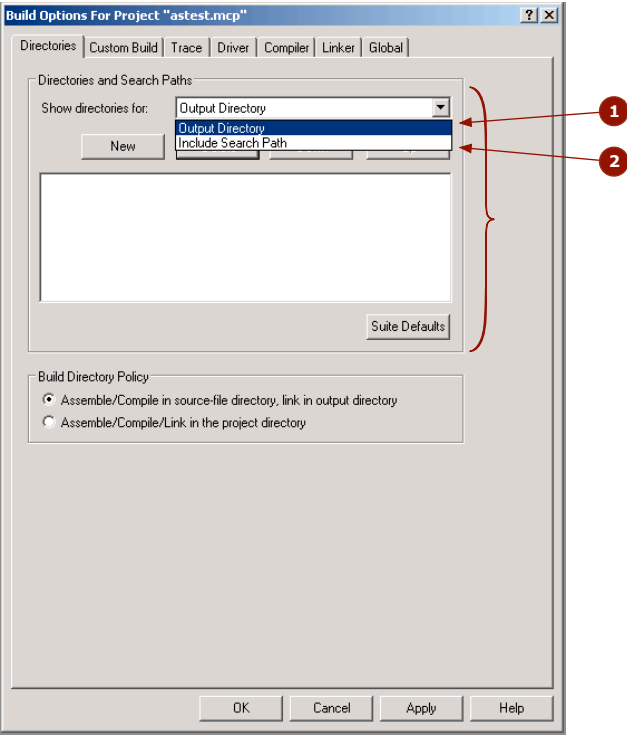 Build Options For Project "astest.mcp"
Directories Custom Build Trace Driver Compiler Linker Global
Directories and Search Paths
Show directories for: Output Directory
1
Output Directory
Include Search Path
2
New
Suite Defaults
Build Directory Policy
Assemble/Compile in source-file directory, link in output directory
Assemble/Compile/Link in the project directory
OK Cancel Apply Help